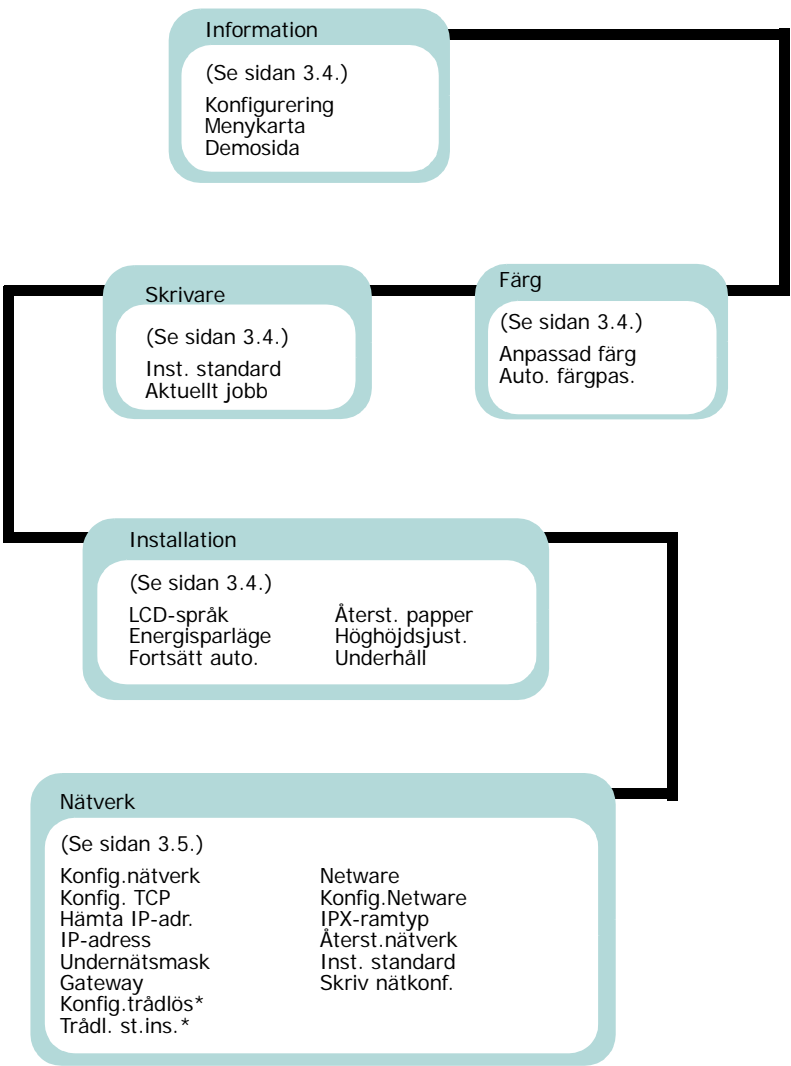 Information
(Se sidan 3.4.)
Konfigurering
Menykarta
Demosida
Färg
(Se sidan 3.4.)
Anpassad färg
Auto. färgpas.
Skrivare
(Se sidan 3.4.)
Inst. standard
Aktuellt jobb
Installation
(Se sidan 3.4.)
LCD-språk
Energisparläge
Fortsätt auto.
Återst. papper
Höghöjdsjust.
Underhåll
Nätverk
(Se sidan 3.5.)
Konfig.nätverk
Konfig. TCP
Hämta IP-adr.
IP-adress
Undernätsmask
Gateway
Konfig.trådlös*
Trådl. st.ins.*
Netware
Konfig.Netware
IPX-ramtyp
Återst.nätverk
Inst. standard
Skriv nätkonf.